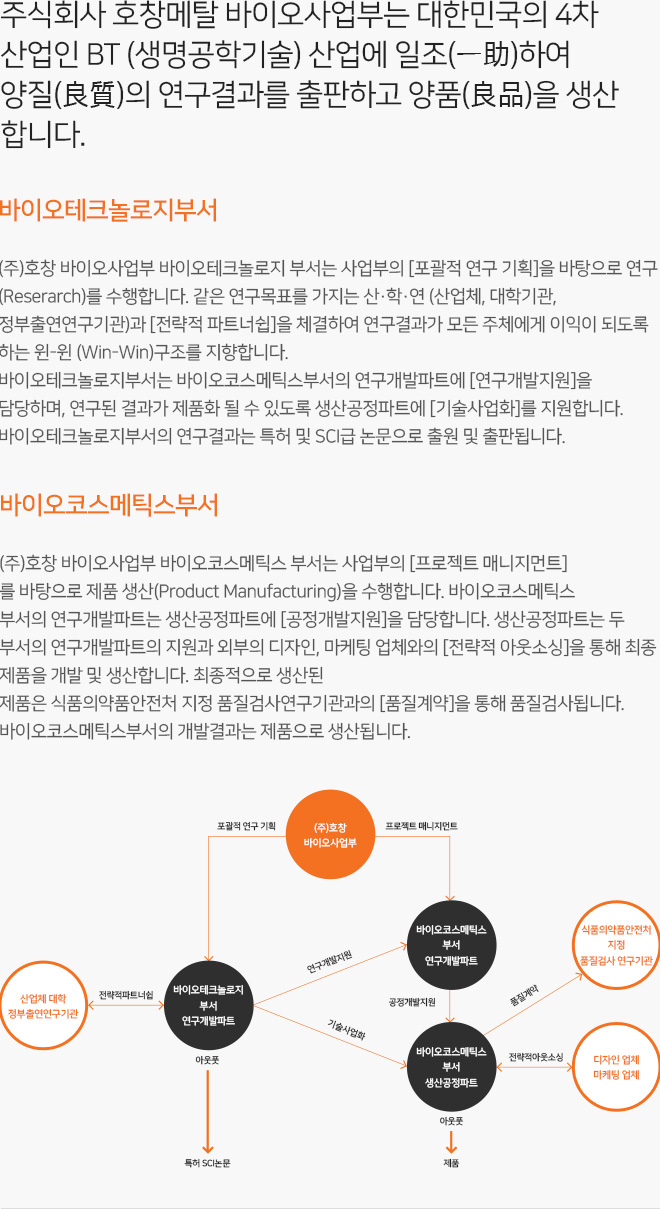 주식회사 호창메탈 바이오사업부는 대한민국의 4차
산업인 BT (생명공학기술) 산업에 일조(一助)하여
양질(良質)의 연구결과를 출판하고 양품(良品)을 생산
합니다.
바이오테크놀로지부서
(주)호창 바이오사업부 바이오테크놀로지 부서는 사업부의 [포괄적 연구 기획]을 바탕으로 연구
(Reserarch)를 수행합니다. 같은 연구목표를 가지는 산·학·연 (산업체, 대학기관,
정부출연연구기관)과 [전략적 파트너쉽]을 체결하여 연구결과가 모든 주체에게 이익이 되도록
하는 윈-윈 (Win-Win)구조를 지향합니다.
바이오테크놀로지부서는 바이오코스메틱스부서의 연구개발파트에 [연구개발지원]을
담당하며, 연구된 결과가 제품화 될 수 있도록 생산공정파트에 [기술사업화]를 지원합니다.
바이오테크놀로지부서의 연구결과는 특허 및 SCI급 논문으로 출원 및 출판됩니다.
바이오코스메틱스부서
(주)호창 바이오사업부 바이오코스메틱스 부서는 사업부의 [프로젝트 매니지먼트]
를 바탕으로 제품 생산(Product Manufacturing)을 수행합니다. 바이오코스메틱스
부서의 연구개발파트는 생산공정파트에 [공정개발지원]을 담당합니다. 생산공정파트는 두
부서의 연구개발파트의 지원과 외부의 디자인, 마케팅 업체와의 [전략적 아웃소싱]을 통해 최종
제품을 개발 및 생산합니다. 최종적으로 생산된
제품은 식품의약품안전처 지정 품질검사연구기관과의 [품질계약]을 통해 품질검사됩니다.
바이오코스메틱스부서의 개발결과는 제품으로 생산됩니다.
포괄적 연구 기획
(주)호창
바이오사업부
프로젝트 매니지먼트
바이오코스메틱스
부서
연구개발파트
식품의약품안전처
지정
품질검사 연구기관
연구개발지원
산업체 대학
정부출연연구기관
전략적파트너쉽
바이오테크놀로지
부서
연구개발파트
공정개발지원
품질계약
기술사업화
바이오코스메틱스
부서
생산공정파트
전략적아웃소싱
디자인 업체
마케팅 업체
아웃풋
특허 SCI논문
아웃풋
제품